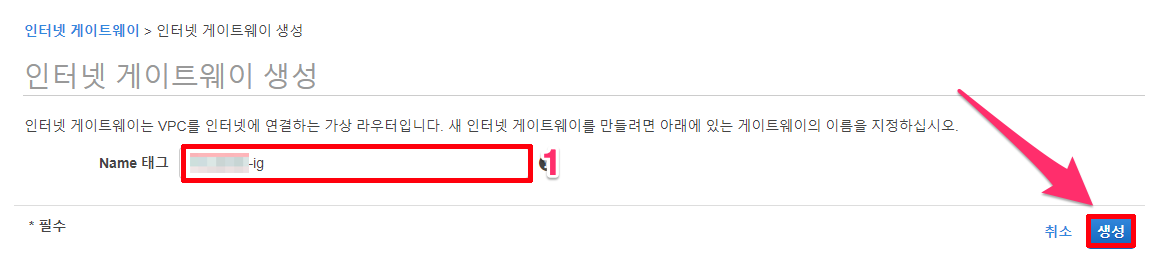 인터넷 게이트웨이 > 인터넷 게이트웨이 생성
인터넷 게이트웨이 생성
인터넷 게이트웨이는 VPC를 인터넷에 연결하는 가상 라우터입니다. 새 인터넷 게이트웨이를 만들려면 아래에 있는 게이트웨이의 이름을 지정하십시오.
Name 태그 -ig 1
* 필수
취소 생성